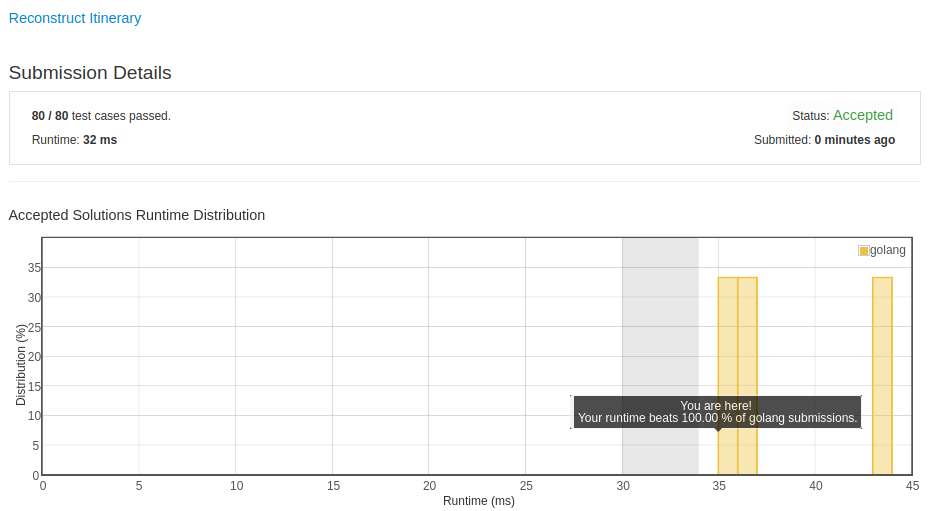 Reconstruct Itinerary
Submission Details
80 / 80 test cases passed.
Status: Accepted
Runtime: 32 ms
Submitted: 0 minutes ago
Accepted Solutions Runtime Distribution
golang
35
30
25
20
15
10
5
0
Distribution (%)
You are here!
Your runtime beats 100.00 % of golang submissions.
0 5 10 15 20 25 30 35 40 45
Runtime (ms)